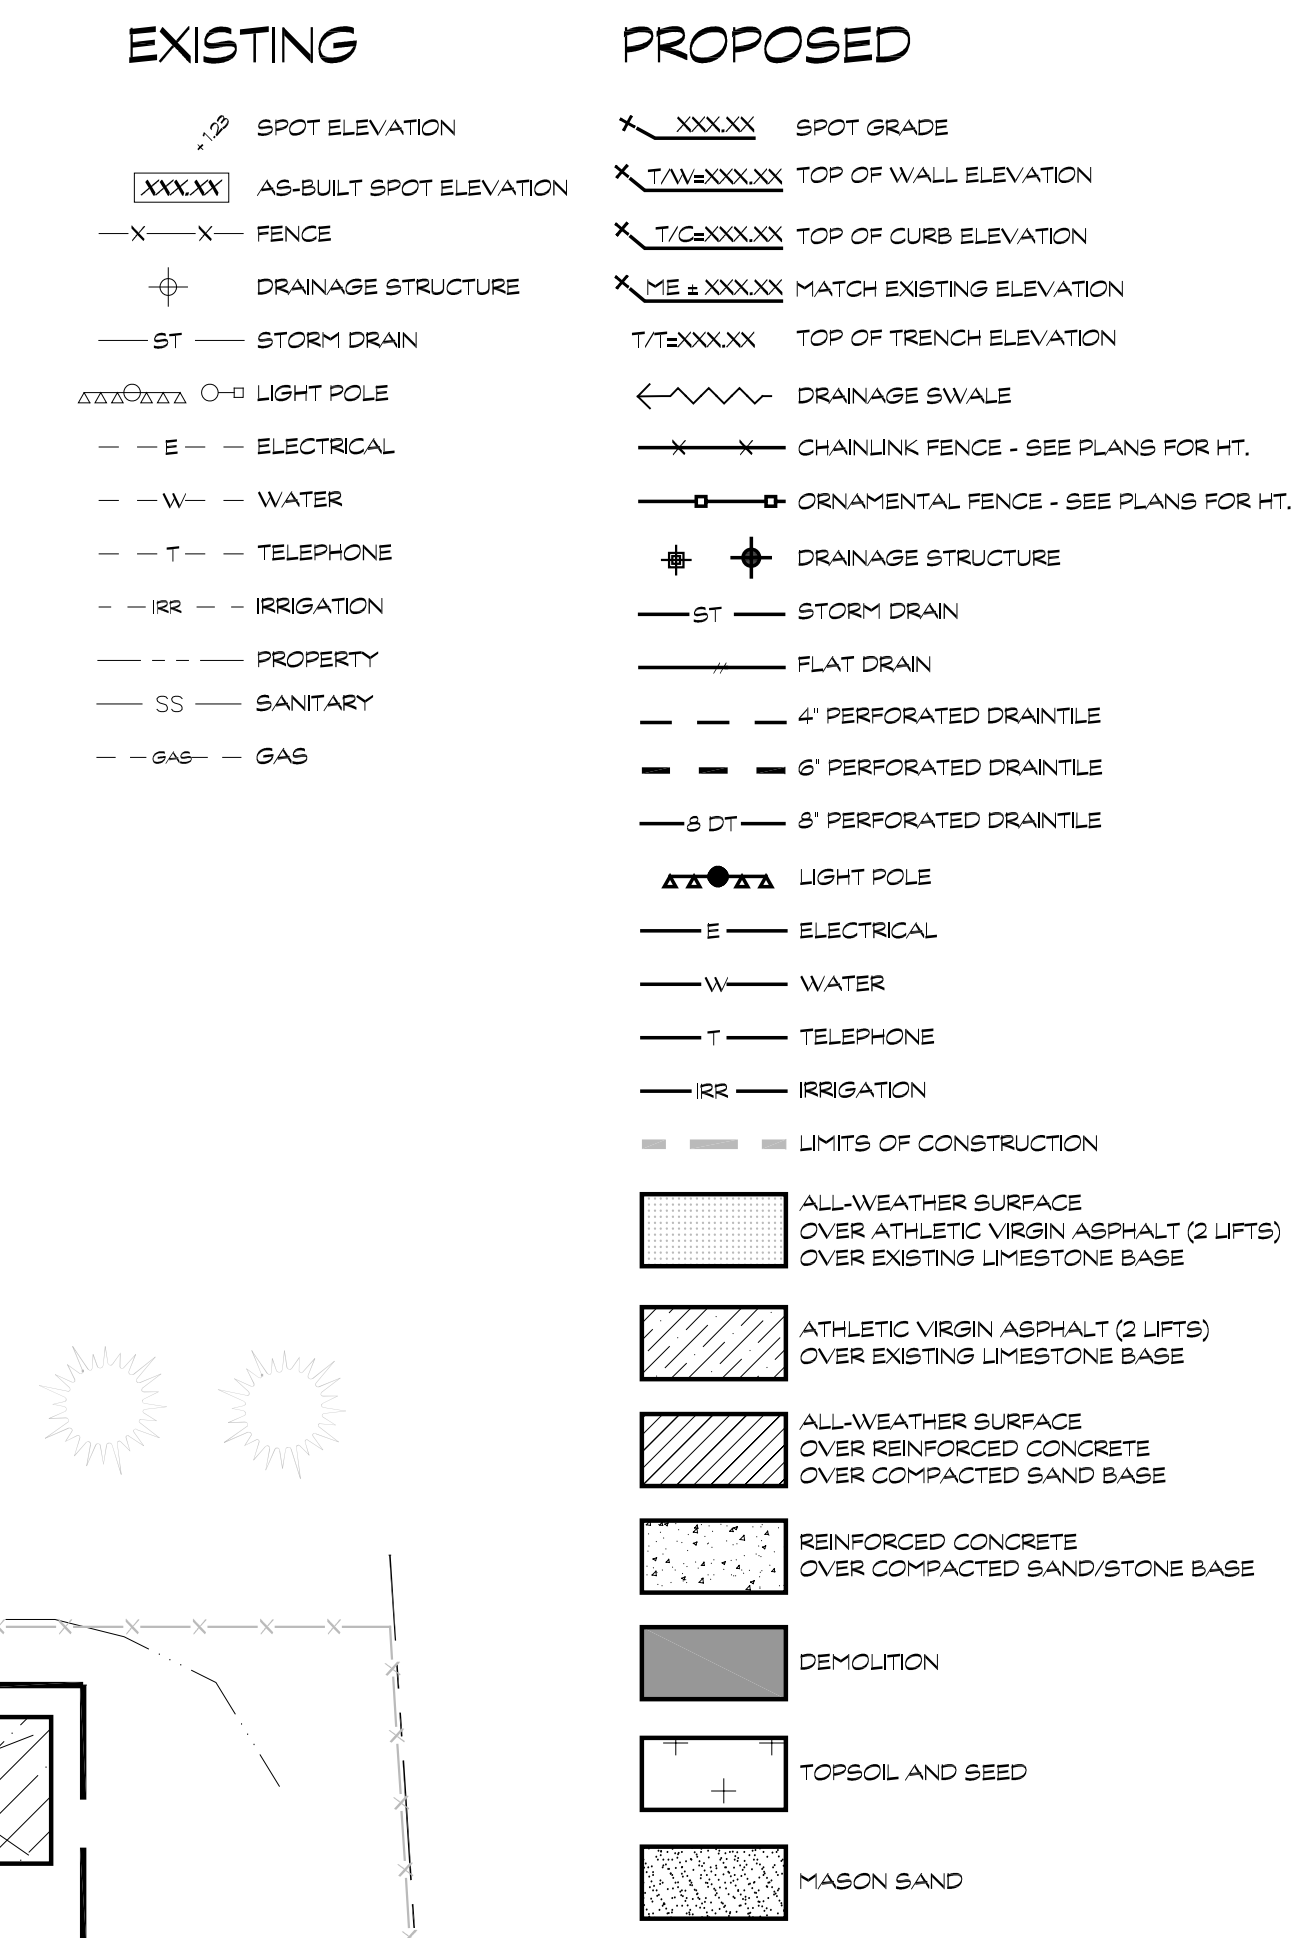 EXISTING
+1.23 SPOT ELEVATION
XXX.XX AS-BUILT SPOT ELEVATION
X X FENCE
DRAINAGE STRUCTURE
ST STORM DRAIN
LIGHT POLE
E ELECTRICAL
W WATER
T TELEPHONE
IRR IRRIGATION
PROPERTY
SS SANITARY
GAS GAS
PROPOSED
XXX.XX SPOT GRADE
T/W=XXX.XX TOP OF WALL ELEVATION
T/C=XXX.XX TOP OF CURB ELEVATION
ME ± XXX.XX MATCH EXISTING ELEVATION
T/T=XXX.XX TOP OF TRENCH ELEVATION
DRAINAGE SWALE
CHAINLINK FENCE - SEE PLANS FOR HT.
ORNAMENTAL FENCE - SEE PLANS FOR HT.
DRAINAGE STRUCTURE
ST STORM DRAIN
FLAT DRAIN
4" PERFORATED DRAINTILE
6" PERFORATED DRAINTILE
8 DT 8" PERFORATED DRAINTILE
LIGHT POLE
E ELECTRICAL
W WATER
T TELEPHONE
IRR IRRIGATION
LIMITS OF CONSTRUCTION
ALL-WEATHER SURFACE
OVER ATHLETIC VIRGIN ASPHALT (2 LIFTS)
OVER EXISTING LIMESTONE BASE
ATHLETIC VIRGIN ASPHALT (2 LIFTS)
OVER EXISTING LIMESTONE BASE
ALL-WEATHER SURFACE
OVER REINFORCED CONCRETE
OVER COMPACTED SAND BASE
REINFORCED CONCRETE
OVER COMPACTED SAND/STONE BASE
DEMOLITION
TOPSOIL AND SEED
MASON SAND